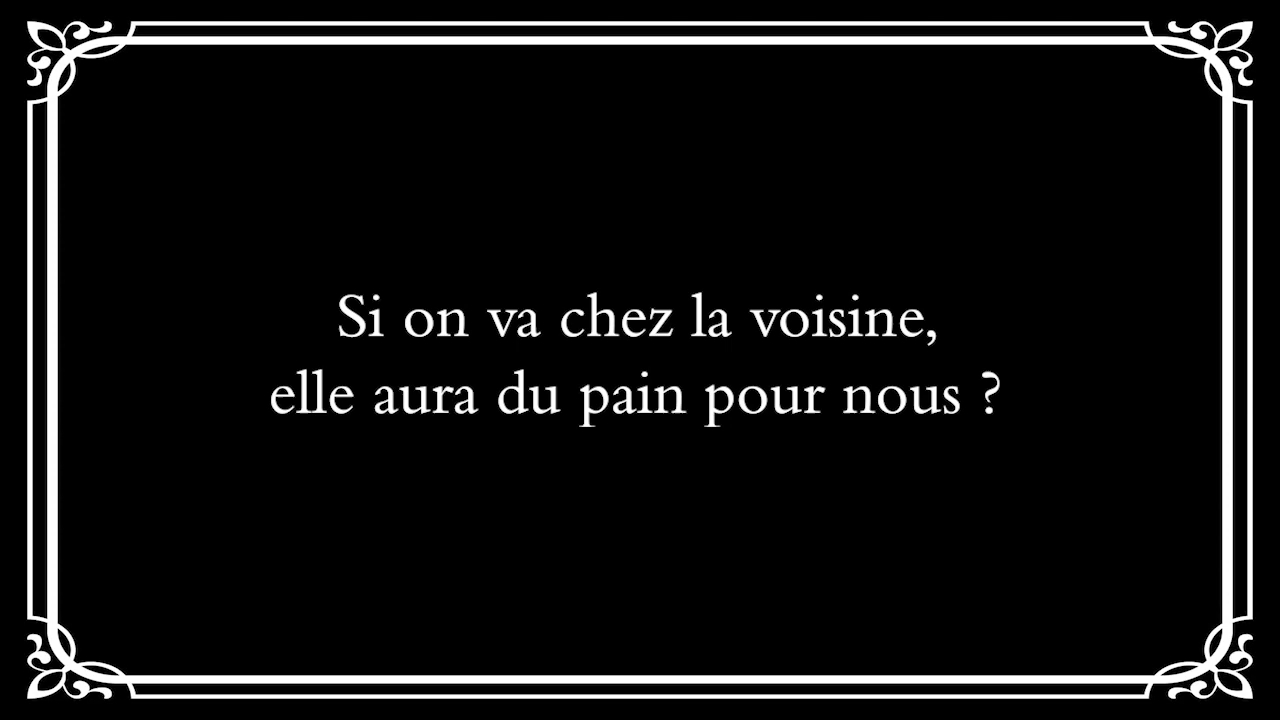 Si on va chez la voisine,
elle aura du pain pour nous ?